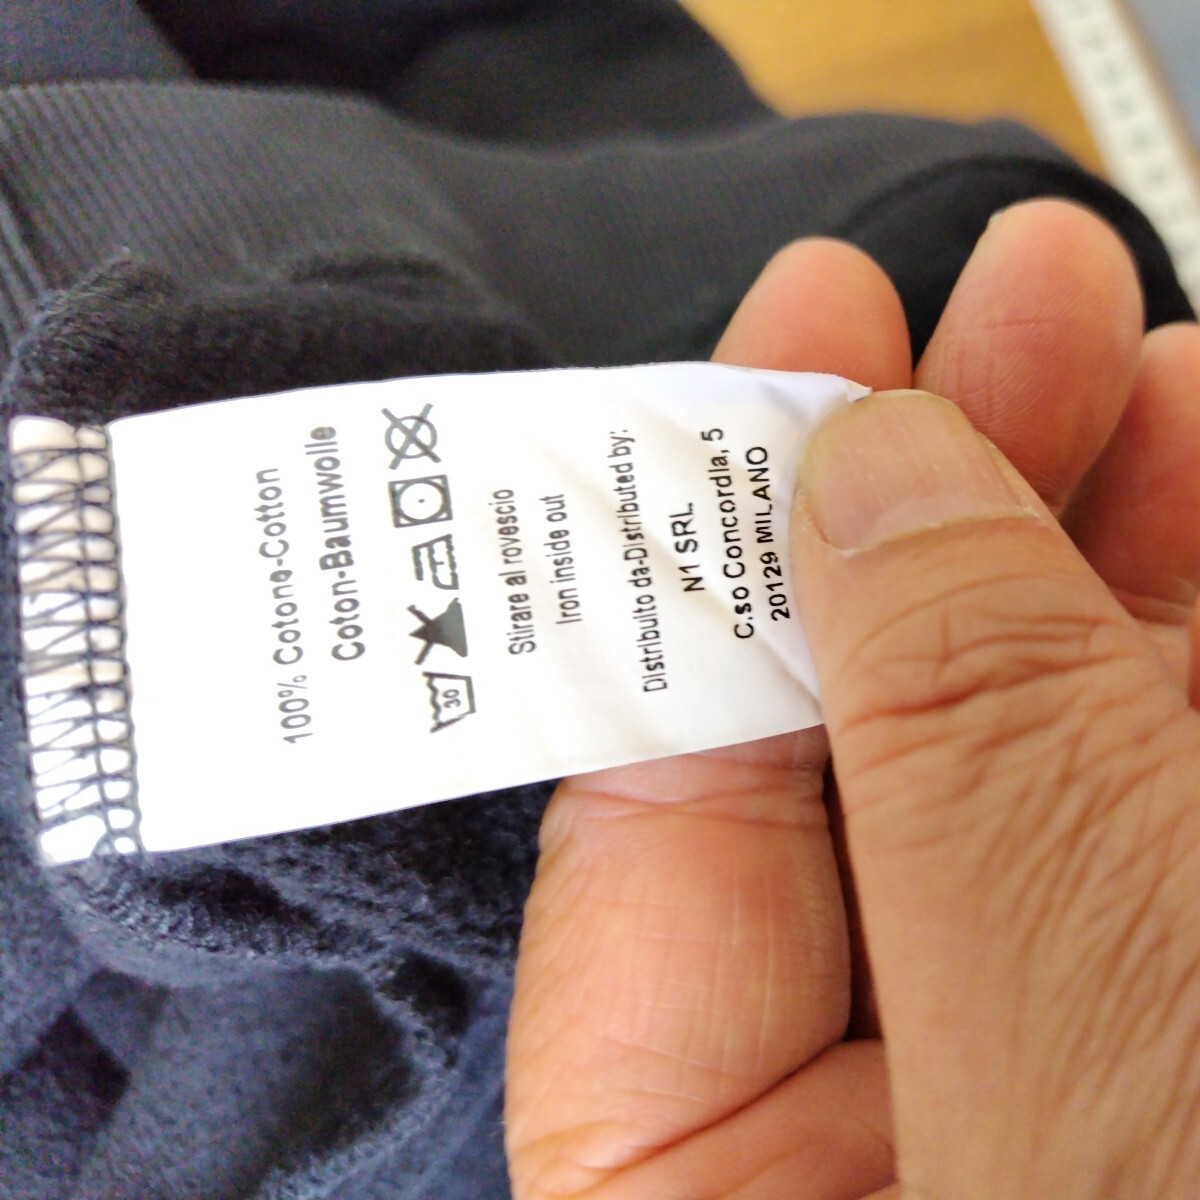 100% Cotone-Cotton
Coton-Baumwolle
30
Stirare al rovescio
Iron inside out
Distribuito da-Distributed by:
N1 SRL
C.so Concordia, 5
20129 MILANO